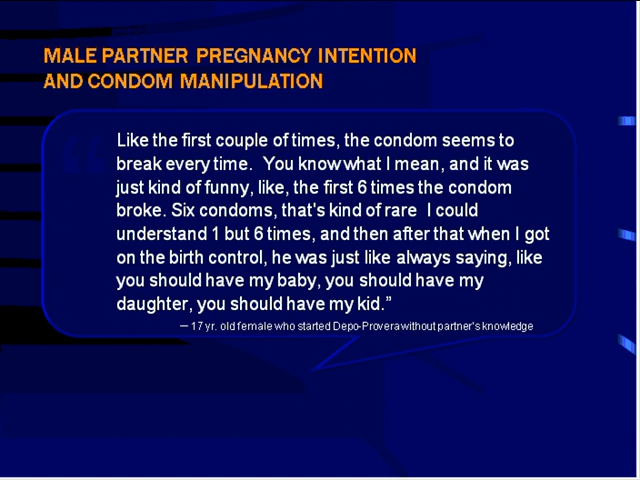 MALE PARTNER PREGNANCY INTENTION
AND CONDOM MANIPULATION
“
Like the first couple of times, the condom seems to
break every time. You know what I mean, and it was
just kind of funny, like, the first 6 times the condom
broke. Six condoms, that's kind of rare I could
understand 1 but 6 times, and then after that when I got
on the birth control, he was just like always saying, like
you should have my baby, you should have my
daughter, you should have my kid.”
─ 17 yr. old female who started Depo-Provera without partner's knowledge